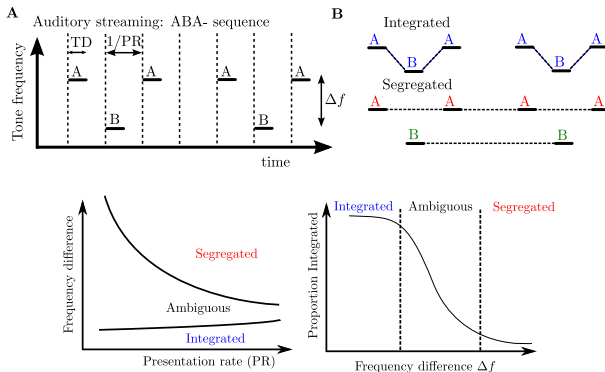 A
Auditory streaming: ABA- sequence
TD
1/PR
A
A
A
A
B
B
Δf
Tone frequency
time
B
Integrated
A
A
A
A
B
B
Segregated
A
A
A
A
B
B
Frequency difference
Segregated
Ambiguous
Integrated
Presentation rate (PR)
Proportion Integrated
Integrated
Ambiguous
Segregated
Frequency difference Δf